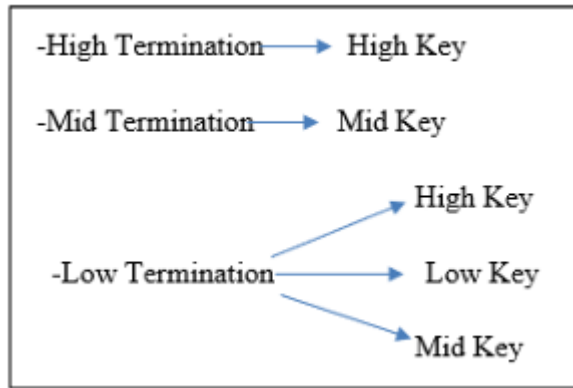 -High Termination High Key
-Mid Termination Mid Key
High Key
-Low Termination Low Key
Mid Key